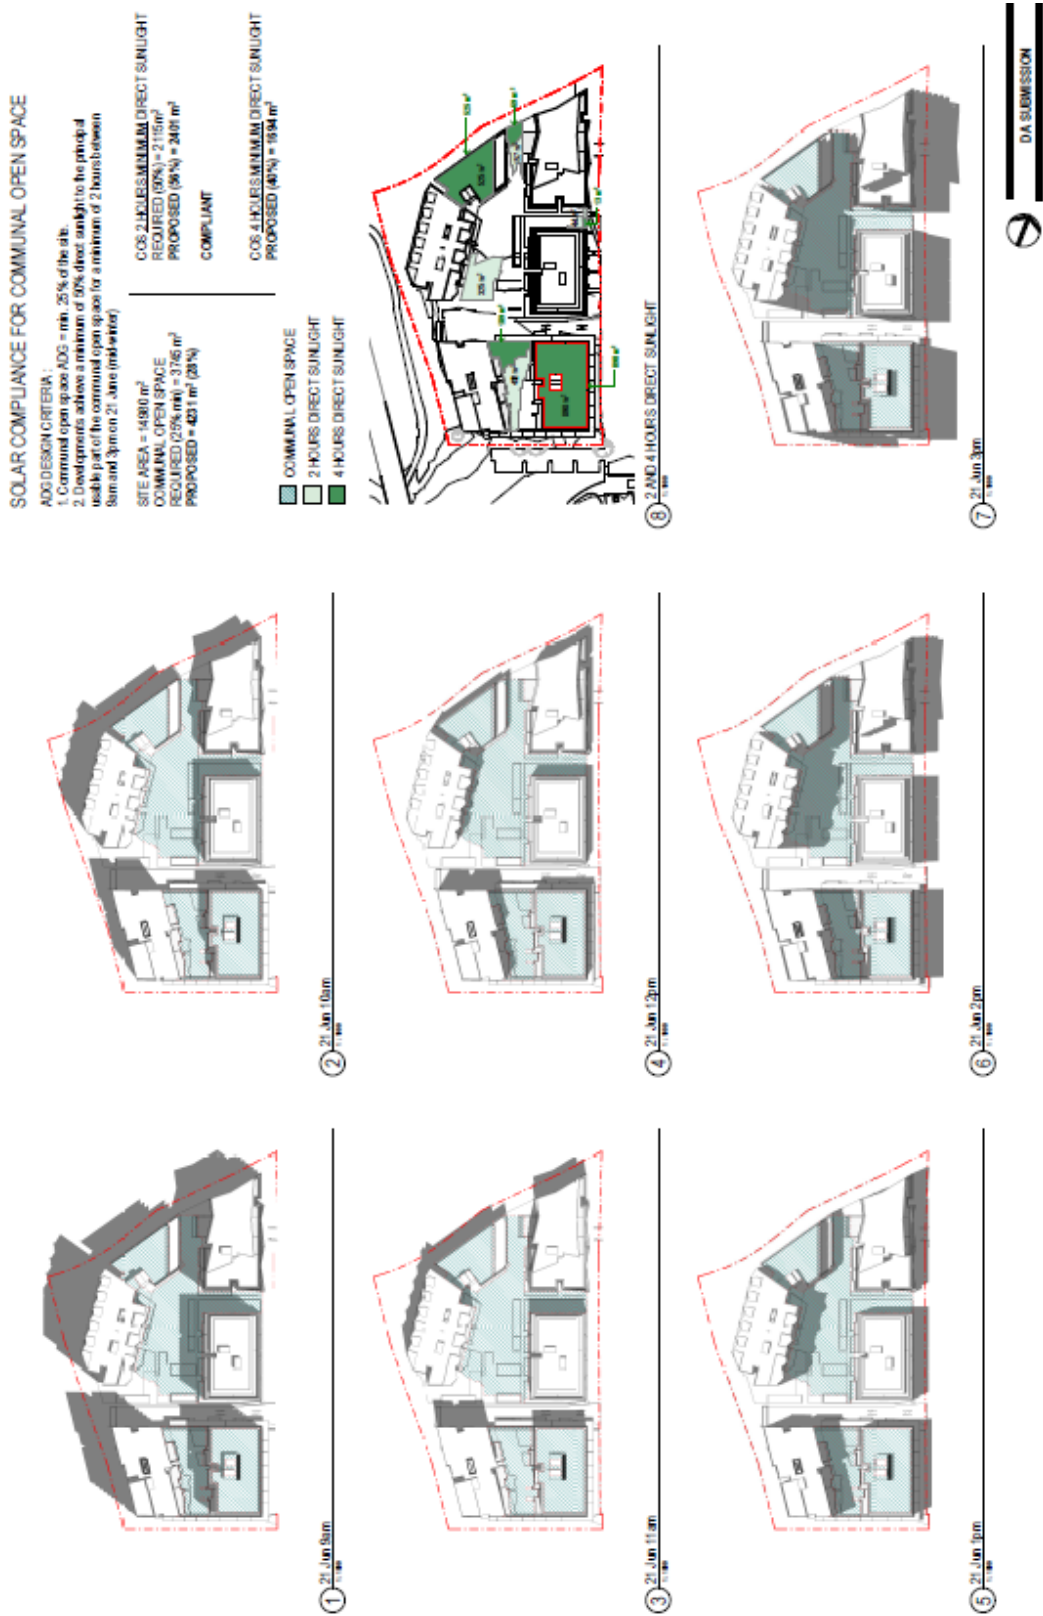 SOLAR COMPLIANCE FOR COMMUNAL OPEN SPACE
ADG DESIGN CRITERIA :
1. Communal open space ADG = min. 25% of the site.
2. Developments achieve a minimum of 50% direct sunlight to the principal
usable part of the communal open space for a minimum of 2 hours between
9am and 3pm on 21 June (mid-winter)
SITE AREA = 14980 m²
COMMUNAL OPEN SPACE
REQUIRED (25% min) = 3745 m²
PROPOSED = 4231 m² (28%)
COS 2 HOURS MINIMUM DIRECT SUNLIGHT
REQUIRED (50%) = 2115m²
PROPOSED (56%) = 2401 m²
COMPLIANT
COS 4 HOURS MINIMUM DIRECT SUNLIGHT
PROPOSED (40%) = 1694 m²
COMMUNAL OPEN SPACE
2 HOURS DIRECT SUNLIGHT
4 HOURS DIRECT SUNLIGHT
1 21 Jun 9am
2 21 Jun 10am
3 21 Jun 11am
4 21 Jun 12pm
5 21 Jun 1pm
6 21 Jun 2pm
7 21 Jun 3pm
8 2 AND 4 HOURS DIRECT SUNLIGHT
DA SUBMISSION